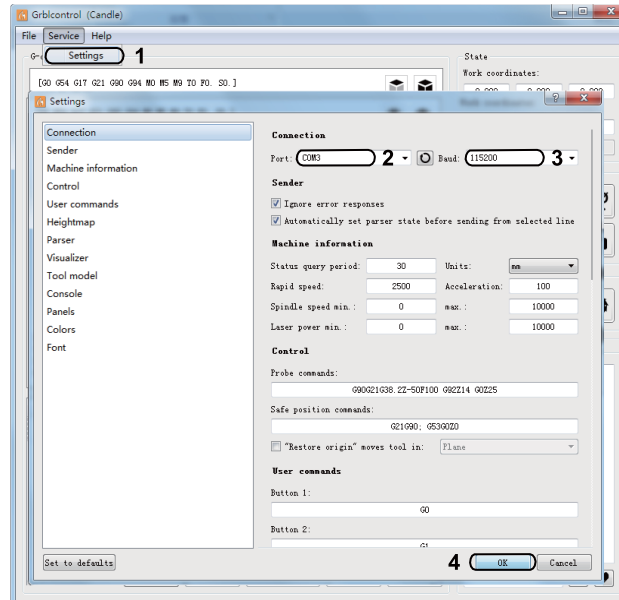 Grblcontrol (Candle)
File Service Help
Settings 1
State
Work coordinates:
[G0 G54 G17 G21 G90 G94 M0 M5 M9 T0 F0. S0.]
Settings
Connection
Sender
Machine information
Control
User commands
Heightmap
Parser
Visualizer
Tool model
Console
Panels
Colors
Font
Connection
Port: COM3 2 Baud: 115200 3
Sender
Ignore error responses
Automatically set parser state before sending from selected line
Machine information
Status query period: 30 Units: mm
Rapid speed: 2500 Acceleration: 100
Spindle speed min.: 0 max.: 10000
Laser power min.: 0 max.: 10000
Control
Probe commands:
G90G21G38.2Z-50F100 G92Z14 G0Z25
Safe position commands:
G21G90; G53G0Z0
"Restore origin" moves tool in: Plane
User commands
Button 1:
G0
Button 2:
G1
Set to defaults 4 OK Cancel